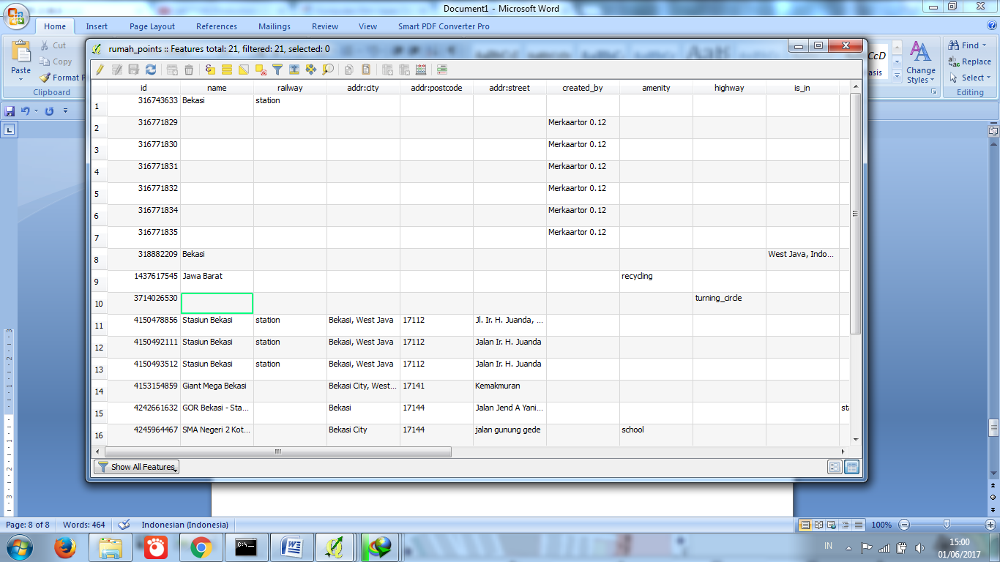 Document1 - Microsoft Word
Home Insert Page Layout References Mailings Review View Smart PDF Converter Pro
Paste
Cut
Copy
Format P
Clipboard
CcD
asis
Change
Styles
Find
Replace
Select
Editing
rumah_points :: Features total: 21, filtered: 21, selected: 0
id name railway addr:city addr:postcode addr:street created_by amenity highway is_in
1 316743633 Bekasi station
2 316771829 Merkaartor 0.12
3 316771830 Merkaartor 0.12
4 316771831 Merkaartor 0.12
5 316771832 Merkaartor 0.12
6 316771834 Merkaartor 0.12
7 316771835 Merkaartor 0.12
8 318882209 Bekasi West Java, Indo...
9 1437617545 Jawa Barat recycling
10 3714026530 turning_circle
11 4150478856 Stasiun Bekasi station Bekasi, West Java 17112 Jl. Ir. H. Juanda, ...
12 4150492111 Stasiun Bekasi station Bekasi, West Java 17112 Jalan Ir. H. Juanda
13 4150493512 Stasiun Bekasi station Bekasi, West Java 17112 Jalan Ir. H. Juanda
14 4153154859 Giant Mega Bekasi Bekasi City, West... 17141 Kemakmuran
15 4242661632 GOR Bekasi - Sta... Bekasi 17144 Jalan Jend A Yani... sta
16 4245964467 SMA Negeri 2 Kot... Bekasi City 17144 jalan gunung gede school
Show All Features
Page: 8 of 8 Words: 464 Indonesian (Indonesia) 100%
IN 15:00
01/06/2017